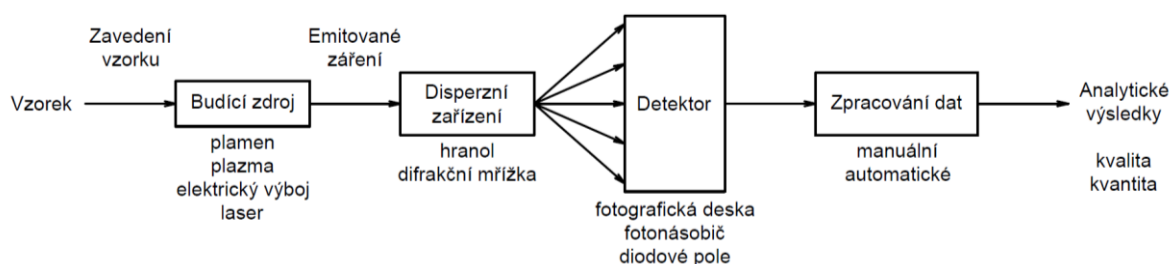 Vzorek
Zavedení
vzorku
Budící zdroj
plamen
plazma
elektrický výboj
laser
Emitované
záření
Disperzní
zařízení
hranol
difrakční mřížka
Detektor
fotografická deska
fotonásobič
diodové pole
Zpracování dat
manuální
automatické
Analytické
výsledky
kvalita
kvantita